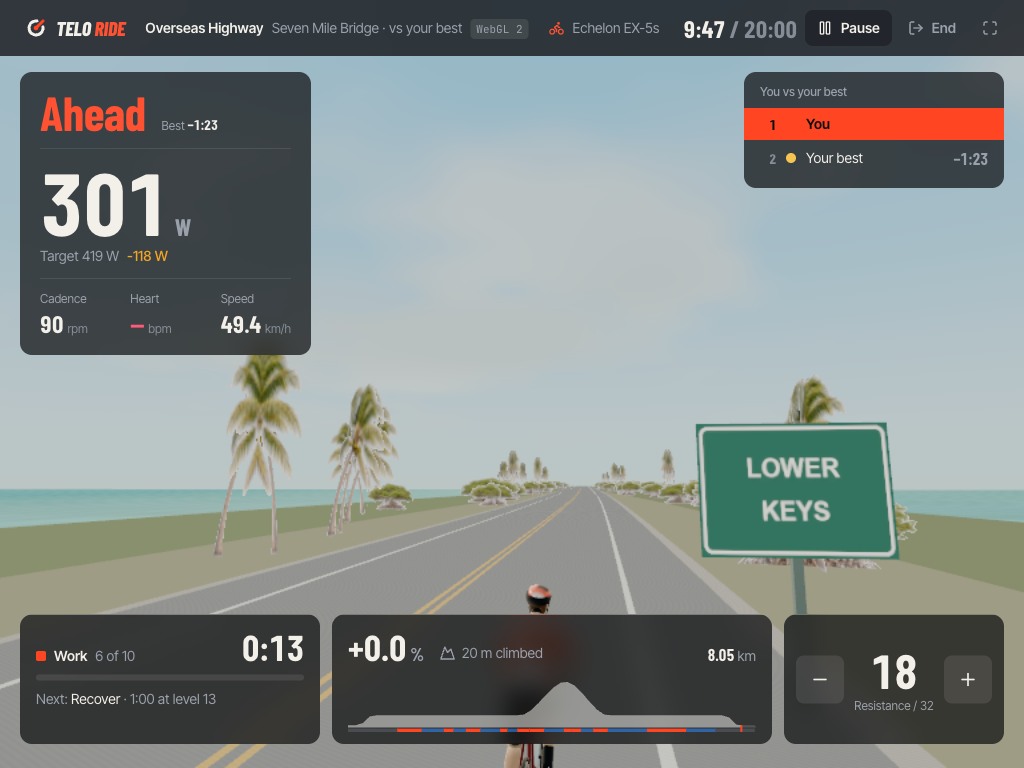 TELO RIDE
Overseas Highway Seven Mile Bridge · vs your best WebGL 2 Echelon EX-5s 9:47 / 20:00 Pause End
Ahead Best −1:23
301 W
Target 419 W -118 W
Cadence Heart Speed
90 rpm – bpm 49.4 km/h
You vs your best
1 You
2 Your best −1:23
LOWER
KEYS
Work 6 of 10 0:13
Next: Recover · 1:00 at level 13
+0.0 % 20 m climbed 8.05 km
− 18 +
Resistance / 32